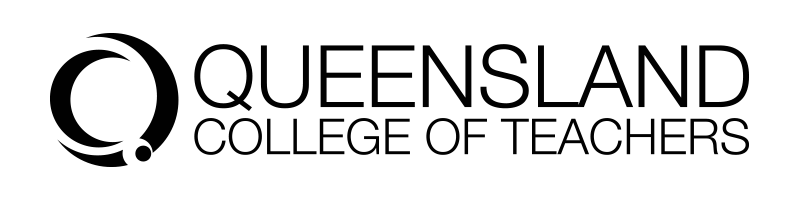 QUEENSLAND
COLLEGE OF TEACHERS